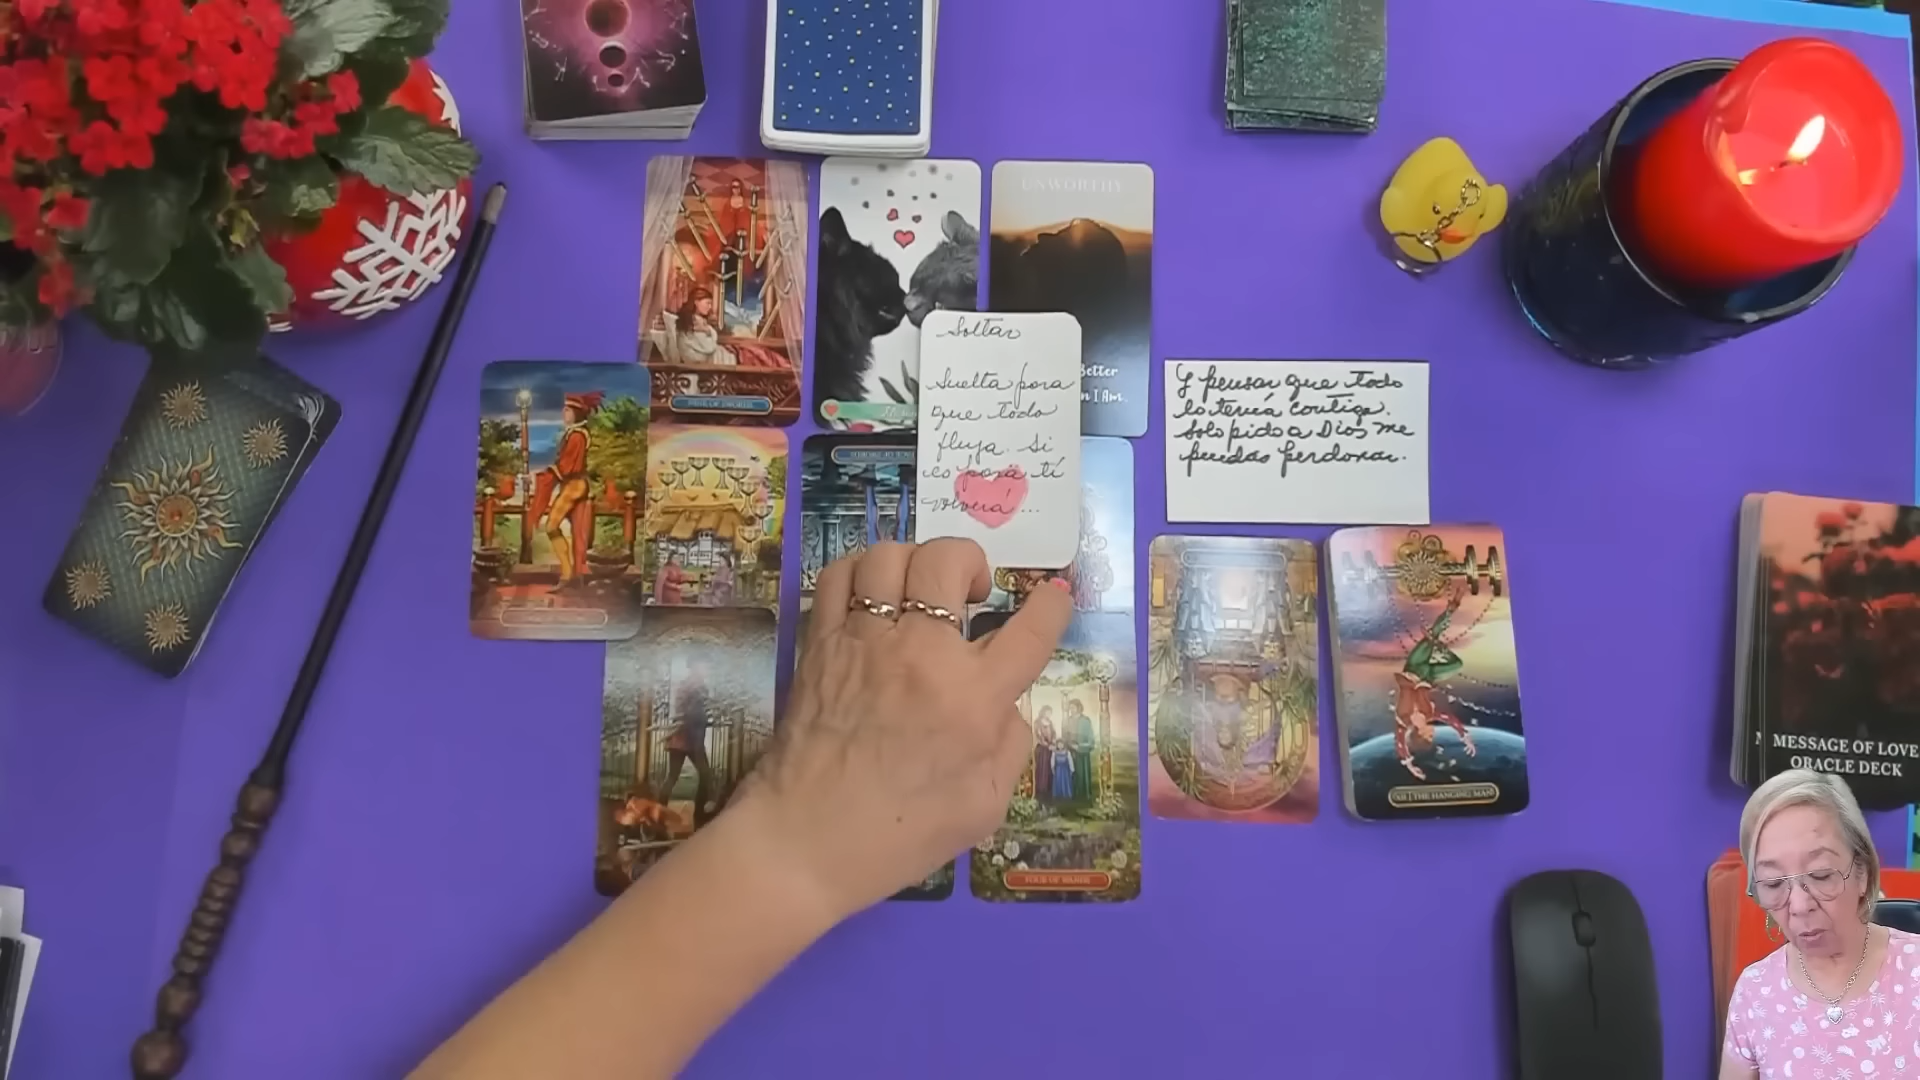 UNWORTHY
Soltar
Suelta para
que todo
fluya. Si
es para ti
volverá...
Better
n I Am.
Y pensar que todo
lo tenía contigo.
Solo pido a Dios me
puedas perdonar.
NINE OF SWORDS
FOUR OF WANDS
XII | THE HANGING MAN
MESSAGE OF LOVE
ORACLE DECK